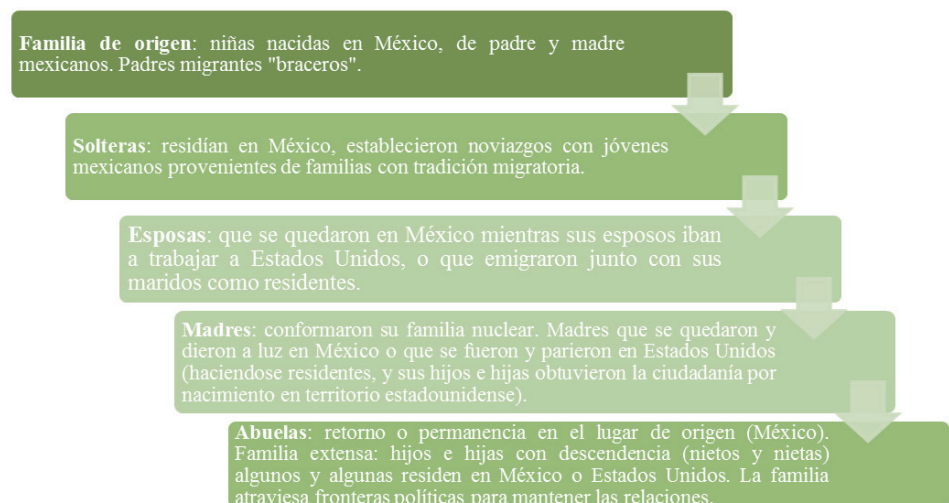 Familia de origen: niñas nacidas en México, de padre y madre
mexicanos. Padres migrantes "braceros".
Solteras: residían en México, establecieron noviazgos con jóvenes
mexicanos provenientes de familias con tradición migratoria.
Esposas: que se quedaron en México mientras sus esposos iban
a trabajar a Estados Unidos, o que emigraron junto con sus
maridos como residentes.
Madres: conformaron su familia nuclear. Madres que se quedaron y
dieron a luz en México o que se fueron y parieron en Estados Unidos
(haciendose residentes, y sus hijos e hijas obtuvieron la ciudadanía por
nacimiento en territorio estadounidense).
Abuelas: retorno o permanencia en el lugar de origen (México).
Familia extensa: hijos e hijas con descendencia (nietos y nietas)
algunos y algunas residen en México o Estados Unidos. La familia
atraviesa fronteras políticas para mantener las relaciones.